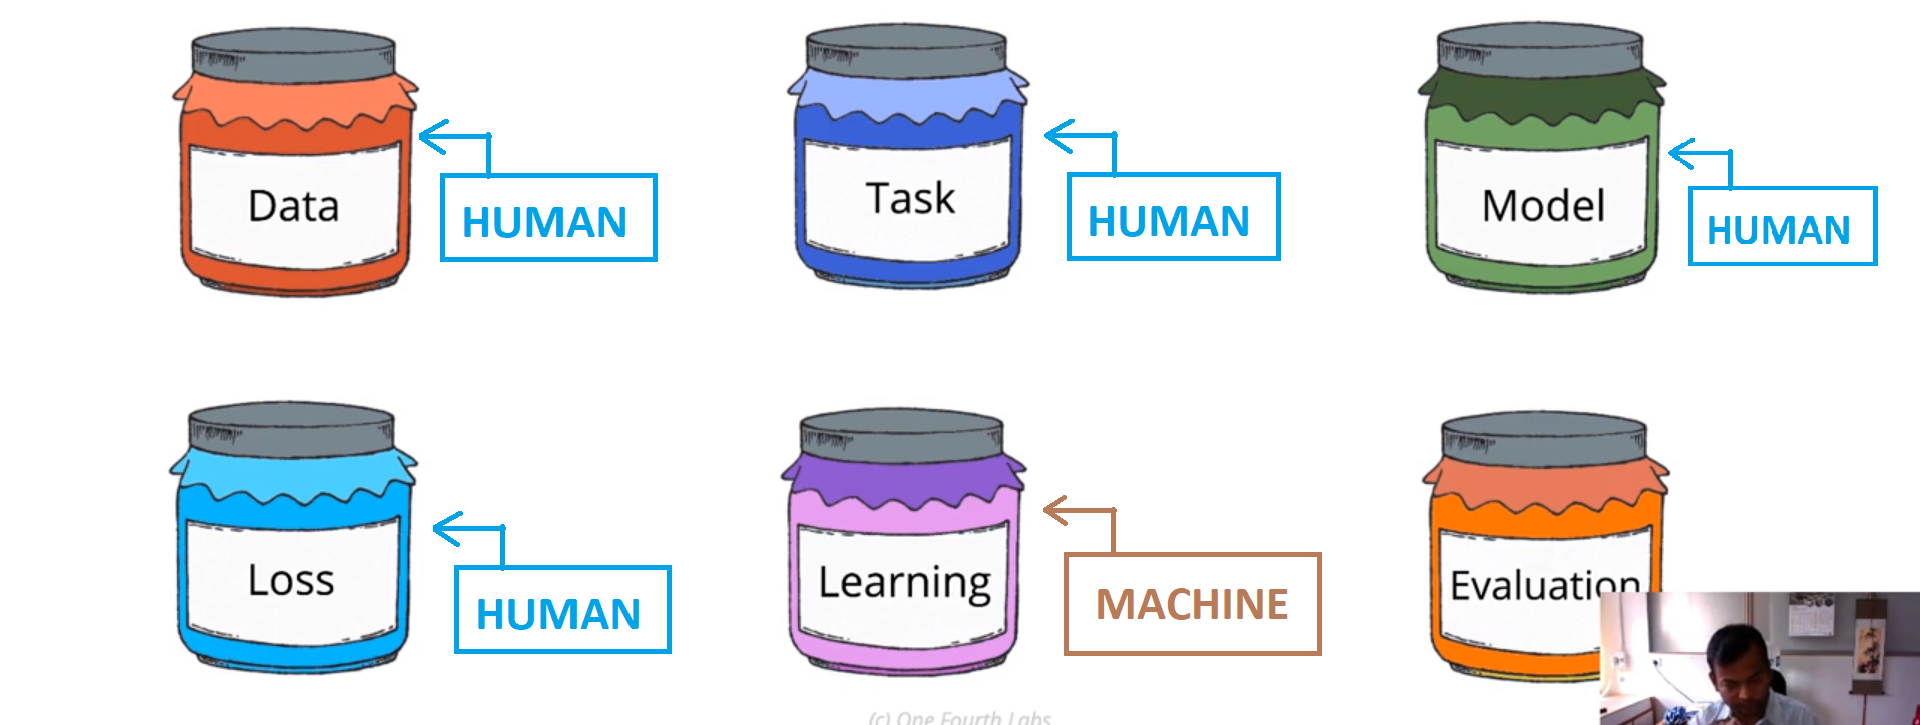 Data
HUMAN
Task
HUMAN
Model
HUMAN
Loss
HUMAN
Learning
MACHINE
Evaluation
(c) One Fourth Labs